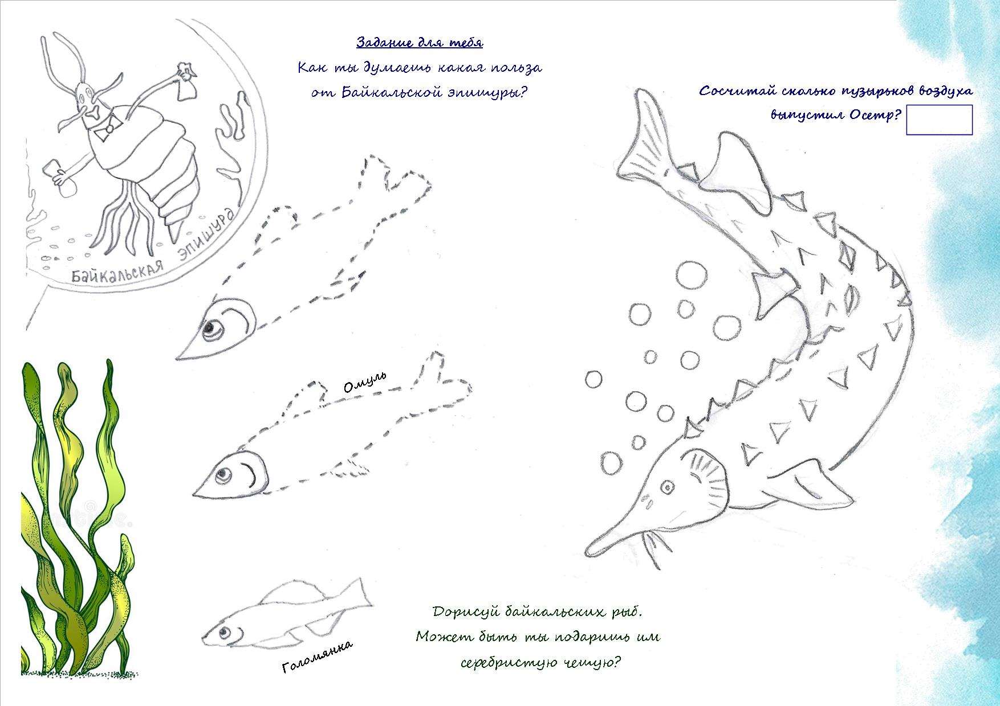 Задание для тебя
Как ты думаешь какая польза
от Байкальской эпишуры?
Сосчитай сколько пузырьков воздуха
выпустил Осетр?
БАЙКАЛЬСКАЯ ЭПИШУРА
Омуль
Голомянка
Дорисуй байкальских рыб.
Может быть ты подаришь им
серебристую чешую?